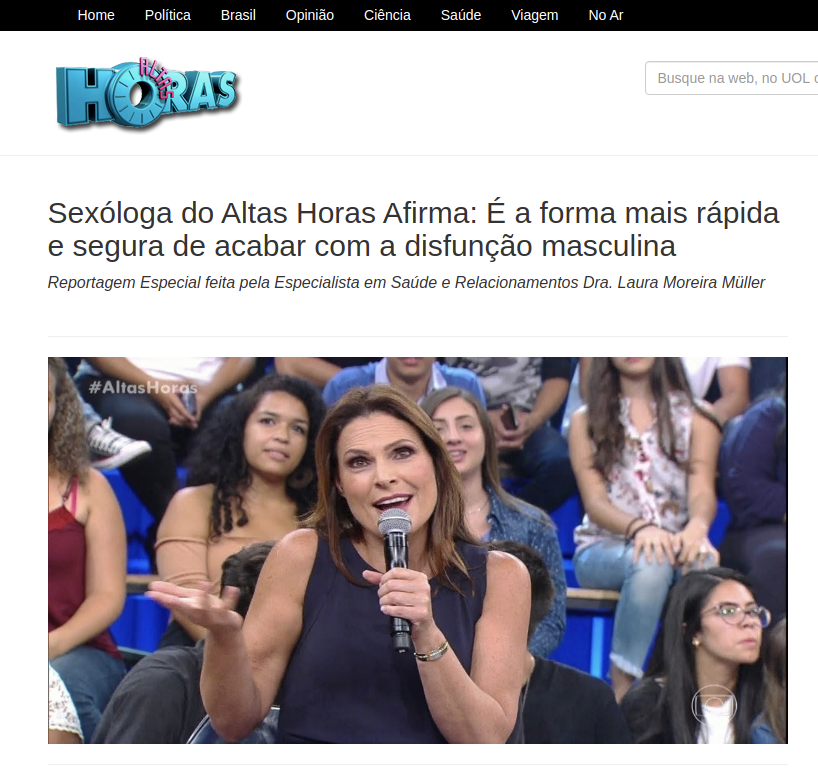 Home Política Brasil Opinião Ciência Saúde Viagem No Ar
ALTAS
HORAS
Busque na web, no UOL
Sexóloga do Altas Horas Afirma: É a forma mais rápida
e segura de acabar com a disfunção masculina
Reportagem Especial feita pela Especialista em Saúde e Relacionamentos Dra. Laura Moreira Müller
#AltasHoras